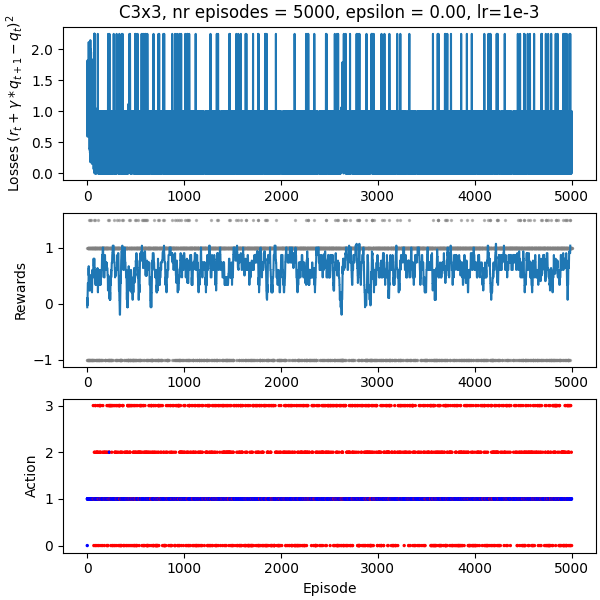 C3x3, nr episodes = 5000, epsilon = 0.00, lr=1e-3
Losses (r_t + γ * q_{t+1} − q_t)^2
2.0
1.5
1.0
0.5
0.0
0 1000 2000 3000 4000 5000
Rewards
1
0
−1
0 1000 2000 3000 4000 5000
Action
3
2
1
0
0 1000 2000 3000 4000 5000
Episode